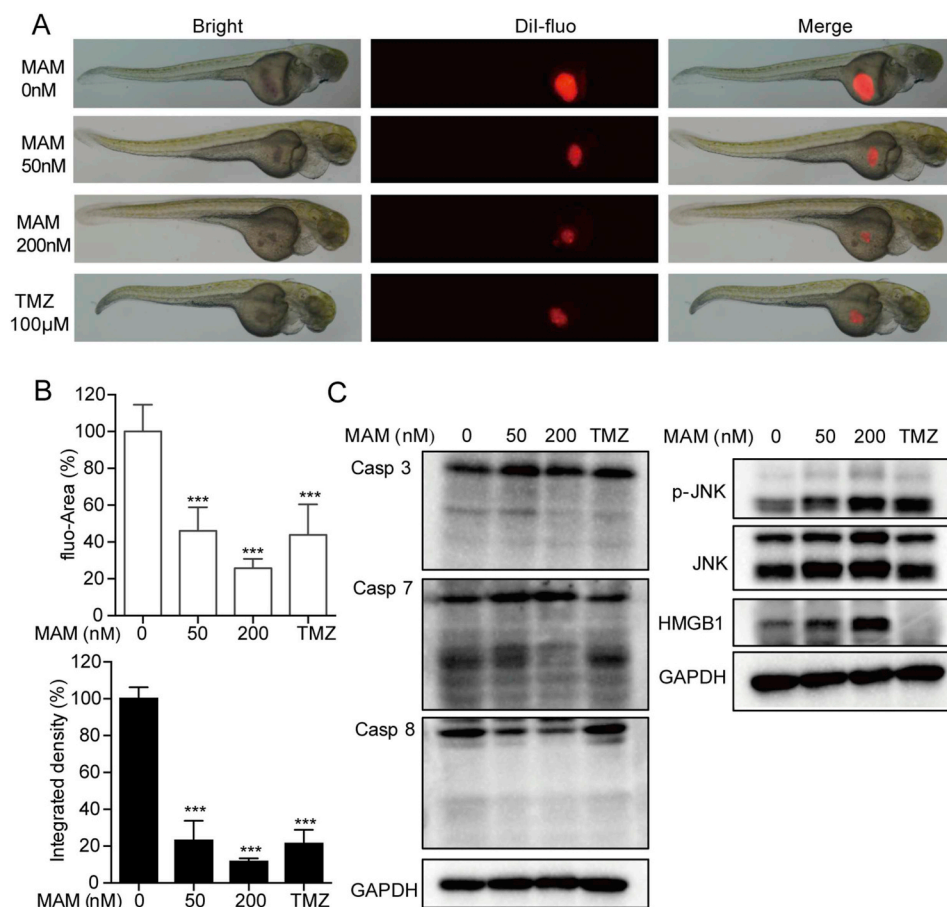 A
Bright
DiI-fluo
Merge
MAM
0nM
MAM
50nM
MAM
200nM
TMZ
100μM
B
120
100
80
60
40
20
0
fluo-Area (%)
***
***
***
MAM (nM) 0 50 200 TMZ
120
100
80
60
40
20
0
Integrated density (%)
***
***
***
MAM (nM) 0 50 200 TMZ
C
MAM (nM) 0 50 200 TMZ
Casp 3
Casp 7
Casp 8
GAPDH
MAM (nM) 0 50 200 TMZ
p-JNK
JNK
HMGB1
GAPDH